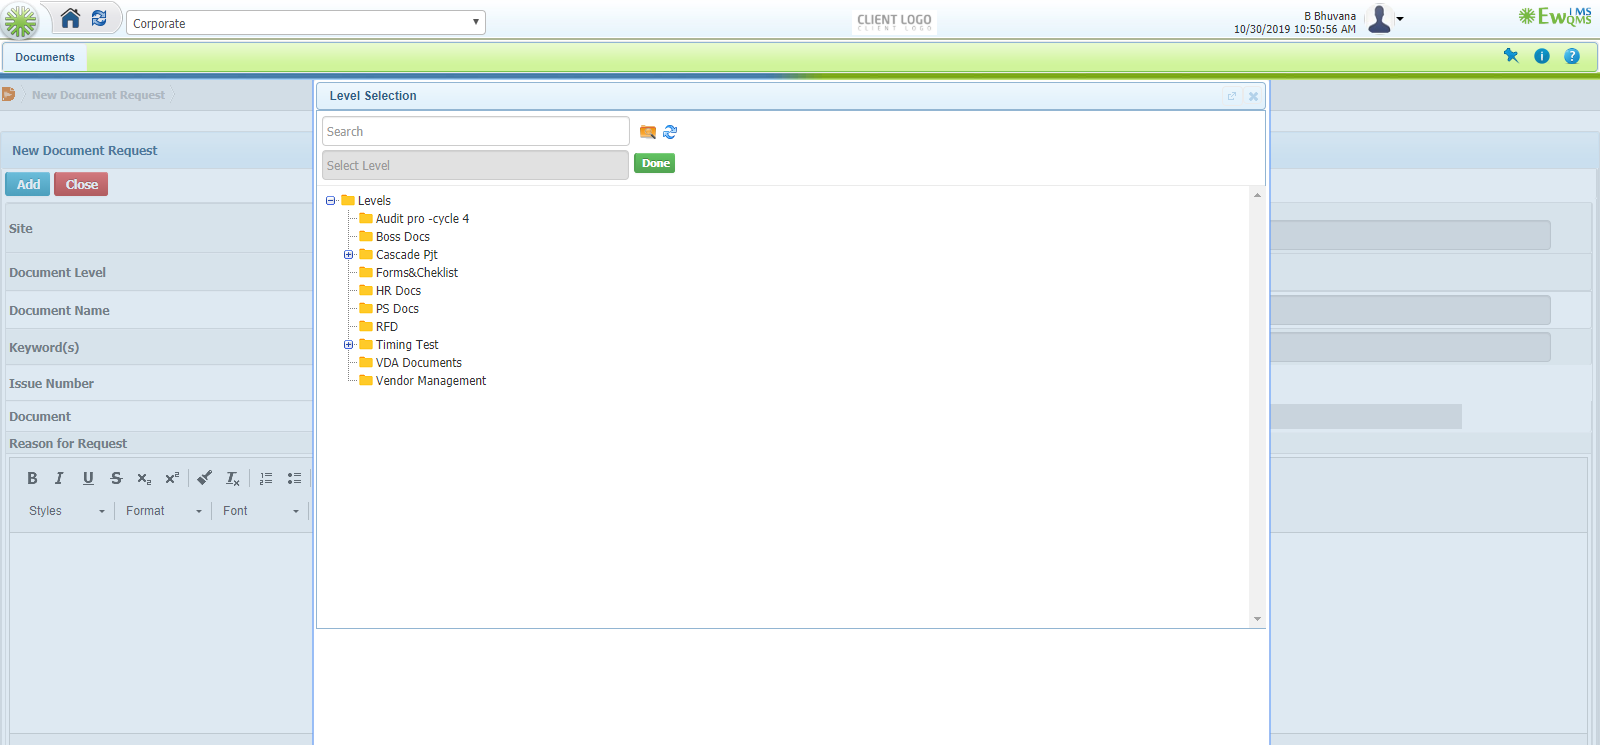 Corporate
CLIENT LOGO
CLIENT LOGO
B Bhuvana
10/30/2019 10:50:56 AM
EwQMS
IMS
Documents
New Document Request
Level Selection
Search
Select Level
Done
Levels
Audit pro -cycle 4
Boss Docs
Cascade Pjt
Forms&Cheklist
HR Docs
PS Docs
RFD
Timing Test
VDA Documents
Vendor Management
New Document Request
Add Close
Site
Document Level
Document Name
Keyword(s)
Issue Number
Document
Reason for Request
B I U S x₂ x² Tx
Styles Format Font